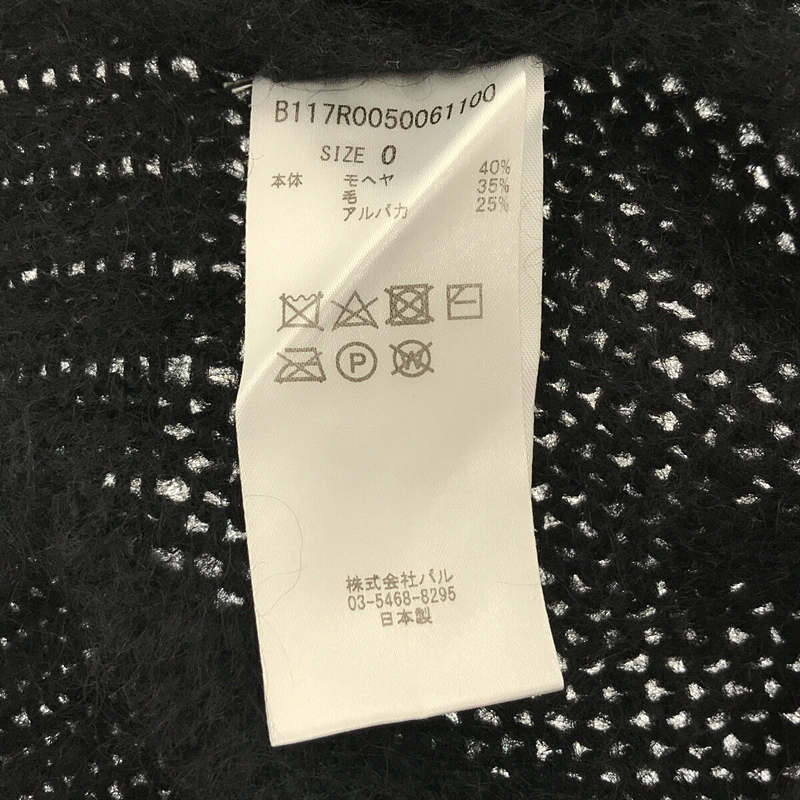 B117R0050061100
SIZE 0
本体 モヘヤ 40%
毛 35%
アルパカ 25%
P
W
株式会社パル
03-5468-8295
日本製